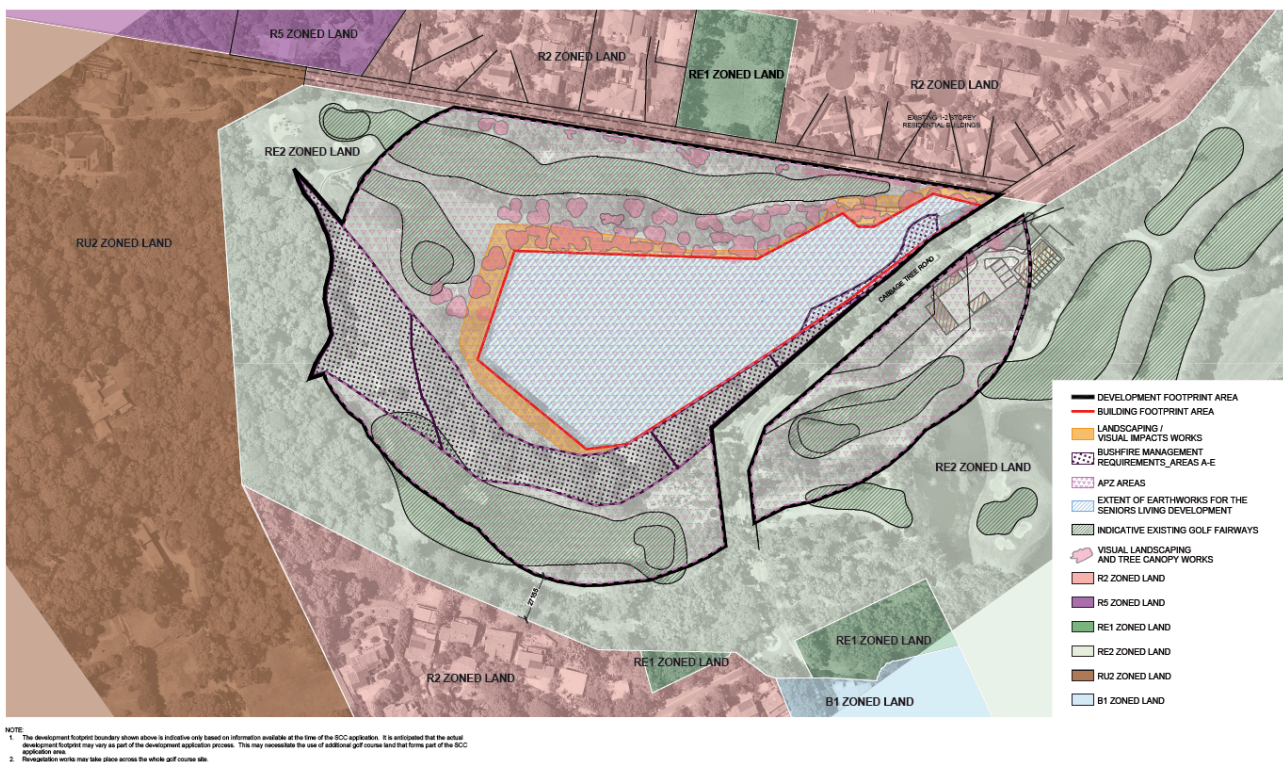 R5 ZONED LAND
R2 ZONED LAND
RE1 ZONED LAND
R2 ZONED LAND
EXISTING 1-2 STOREY
RESIDENTIAL BUILDINGS
RE2 ZONED LAND
RU2 ZONED LAND
CABBAGE TREE ROAD
RE2 ZONED LAND
27155
R2 ZONED LAND
RE1 ZONED LAND
RE1 ZONED LAND
B1 ZONED LAND
DEVELOPMENT FOOTPRINT AREA
BUILDING FOOTPRINT AREA
LANDSCAPING /
VISUAL IMPACTS WORKS
BUSHFIRE MANAGEMENT
REQUIREMENTS_AREAS A-E
APZ AREAS
EXTENT OF EARTHWORKS FOR THE
SENIORS LIVING DEVELOPMENT
INDICATIVE EXISTING GOLF FAIRWAYS
VISUAL LANDSCAPING
AND TREE CANOPY WORKS
R2 ZONED LAND
R5 ZONED LAND
RE1 ZONED LAND
RE2 ZONED LAND
RU2 ZONED LAND
B1 ZONED LAND
NOTE:
1. The development footprint boundary shown above is indicative only based on information available at the time of the SCC application. It is anticipated that the actual
development footprint may vary as part of the development application process. This may necessitate the use of additional golf course land that forms part of the SCC
application area.
2. Revegetation works may take place across the whole golf course site.